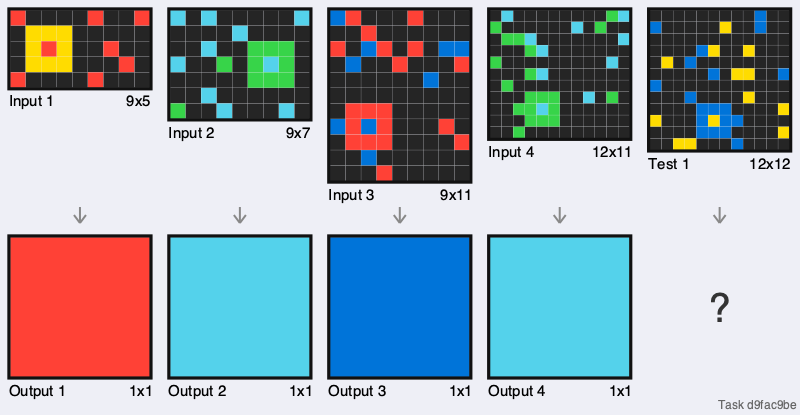 Input 1 9x5
Input 2 9x7
Input 3 9x11
Input 4 12x11
Test 1 12x12
?
Output 1 1x1
Output 2 1x1
Output 3 1x1
Output 4 1x1
Task d9fac9be